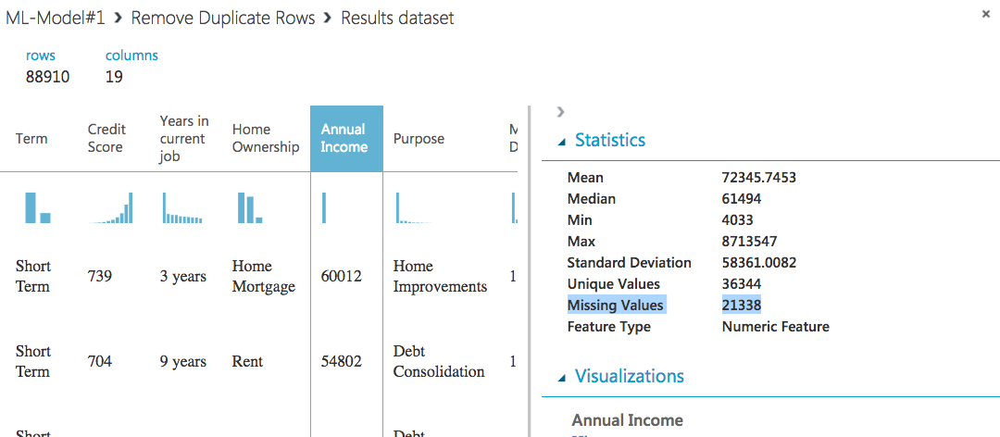 ML-Model#1 › Remove Duplicate Rows › Results dataset ×
rows columns
88910 19
Term
Credit
Score
Years in
current
job
Home
Ownership
Annual
Income
Purpose
Short
Term
739
3 years
Home
Mortgage
60012
Home
Improvements
1
Short
Term
704
9 years
Rent
54802
Debt
Consolidation
1
Short
Debt
Statistics
Mean 72345.7453
Median 61494
Min 4033
Max 8713547
Standard Deviation 58361.0082
Unique Values 36344
Missing Values 21338
Feature Type Numeric Feature
Visualizations
Annual Income